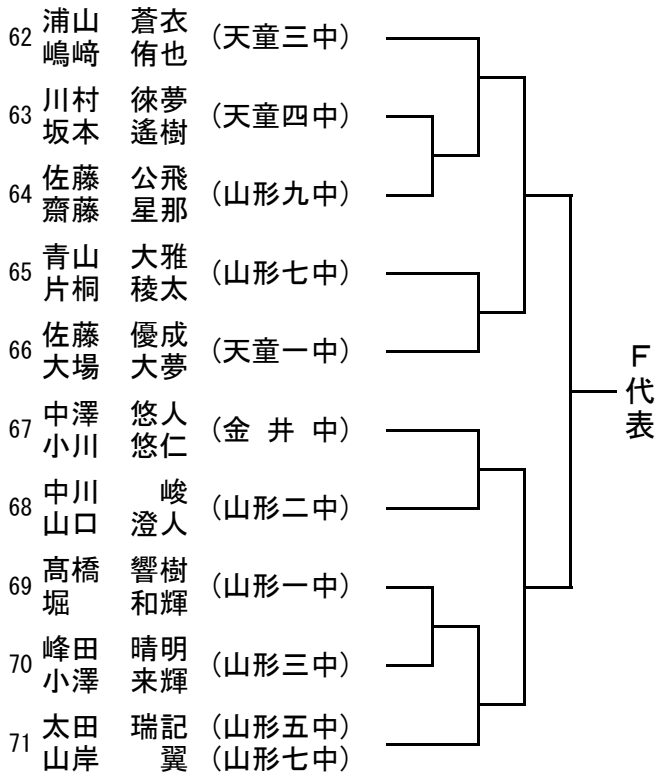 62 浦山 蒼衣 (天童三中)
嶋﨑 侑也
63 川村 徠夢 (天童四中)
坂本 遙樹
64 佐藤 公飛 (山形九中)
齋藤 星那
65 青山 大雅 (山形七中)
片桐 稜太
66 佐藤 優成 (天童一中)
大場 大夢
67 中澤 悠人 (金 井 中)
小川 悠仁
68 中川 峻 (山形二中)
山口 澄人
69 髙橋 響樹 (山形一中)
堀 和輝
70 峰田 晴明 (山形三中)
小澤 来輝
71 太田 瑞記 (山形五中)
山岸 翼 (山形七中)
F代表